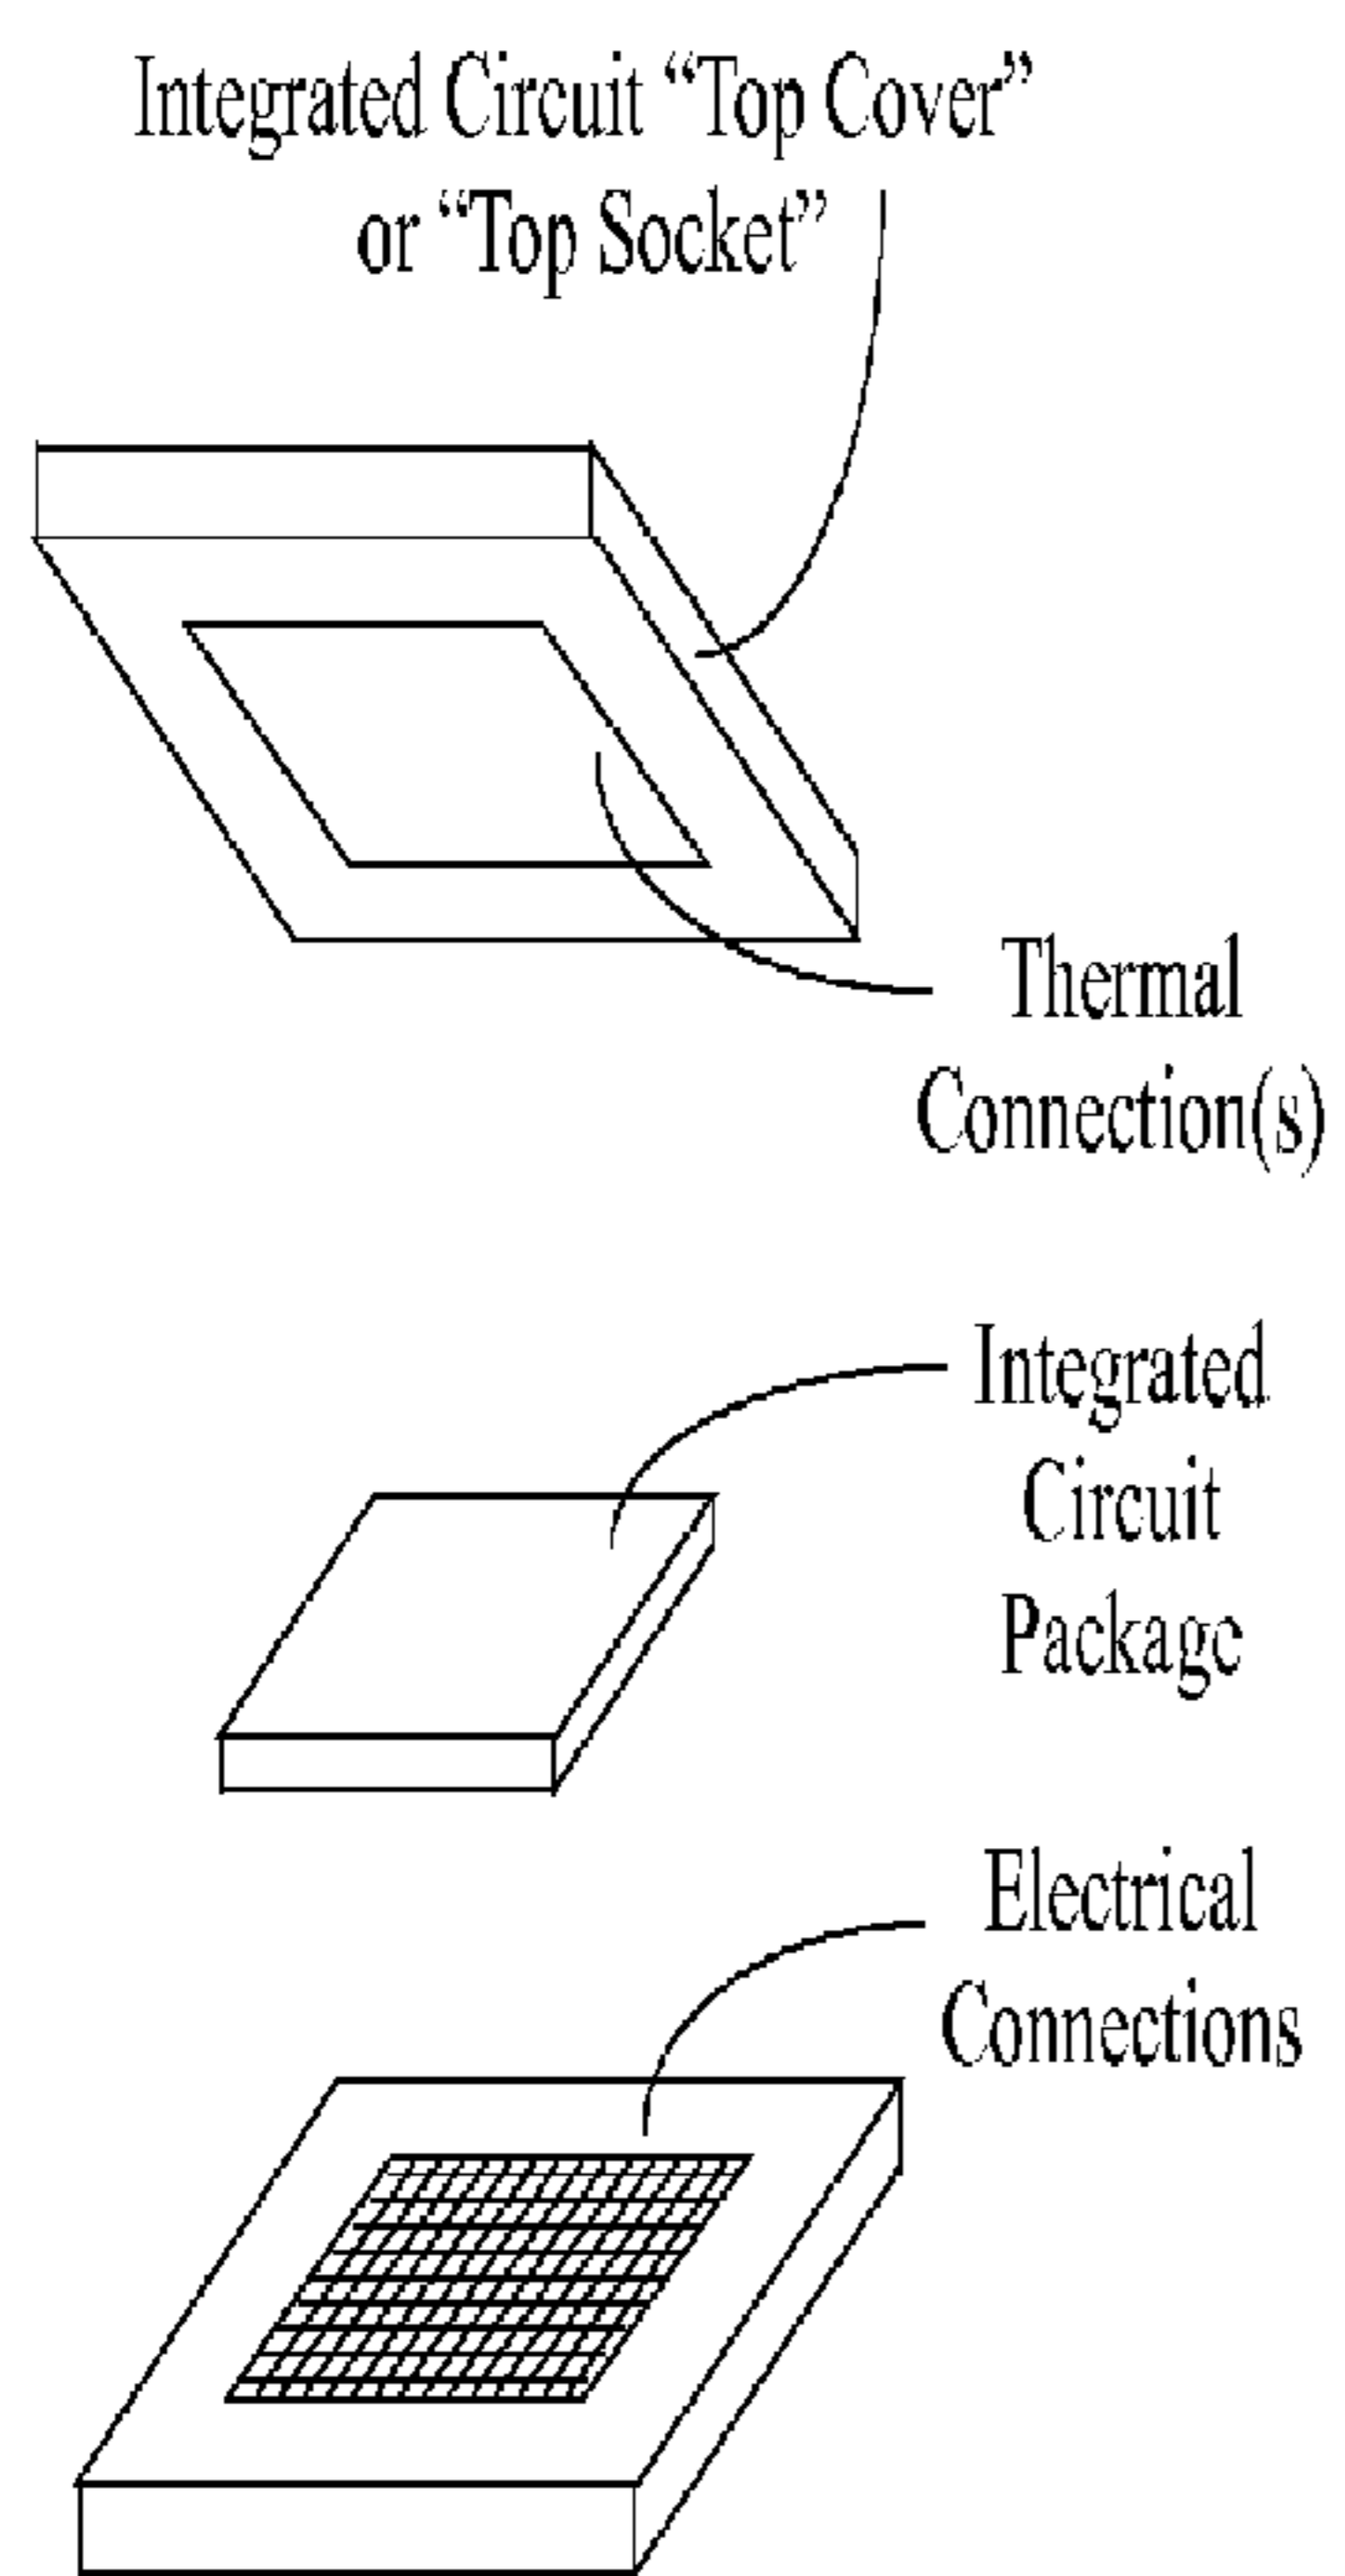 Integrated Circuit “Top Cover”
or “Top Socket”
Thermal
Connection(s)
Integrated
Circuit
Package
Electrical
Connections